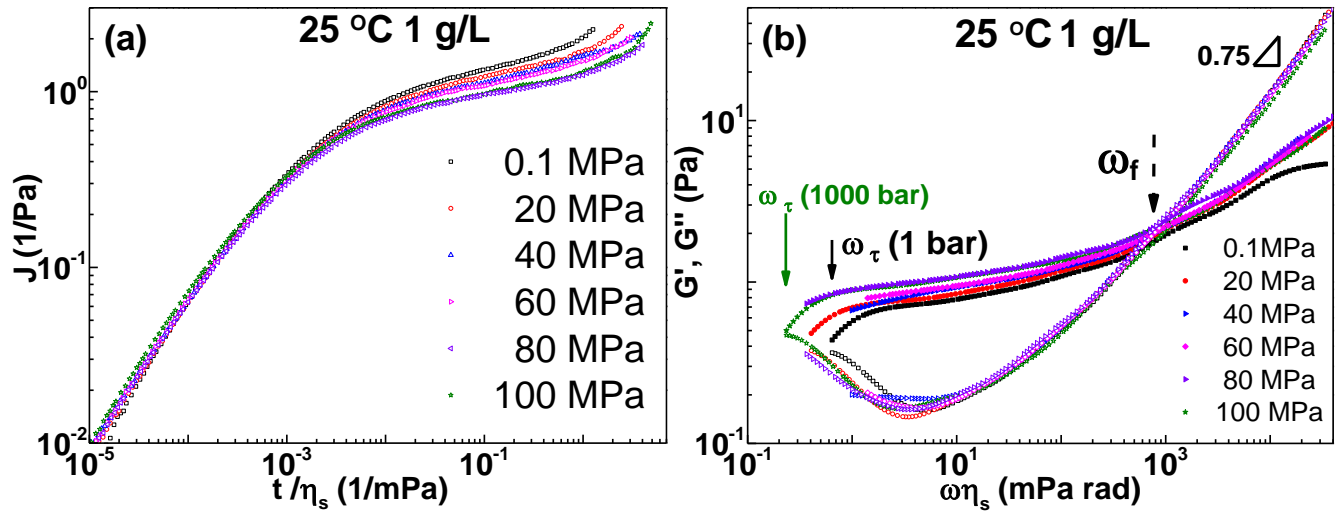 (a)
25 °C 1 g/L
J (1/Pa)
10⁰
10⁻¹
10⁻²
0.1 MPa
20 MPa
40 MPa
60 MPa
80 MPa
100 MPa
10⁻⁵
10⁻³
10⁻¹
t /ηₛ (1/mPa)
(b)
25 °C 1 g/L
0.75
G', G'' (Pa)
10¹
10⁰
10⁻¹
ω_f
ω_τ (1000 bar)
ω_τ (1 bar)
0.1MPa
20 MPa
40 MPa
60 MPa
80 MPa
100 MPa
10⁻¹
10¹
10³
ωηₛ (mPa rad)